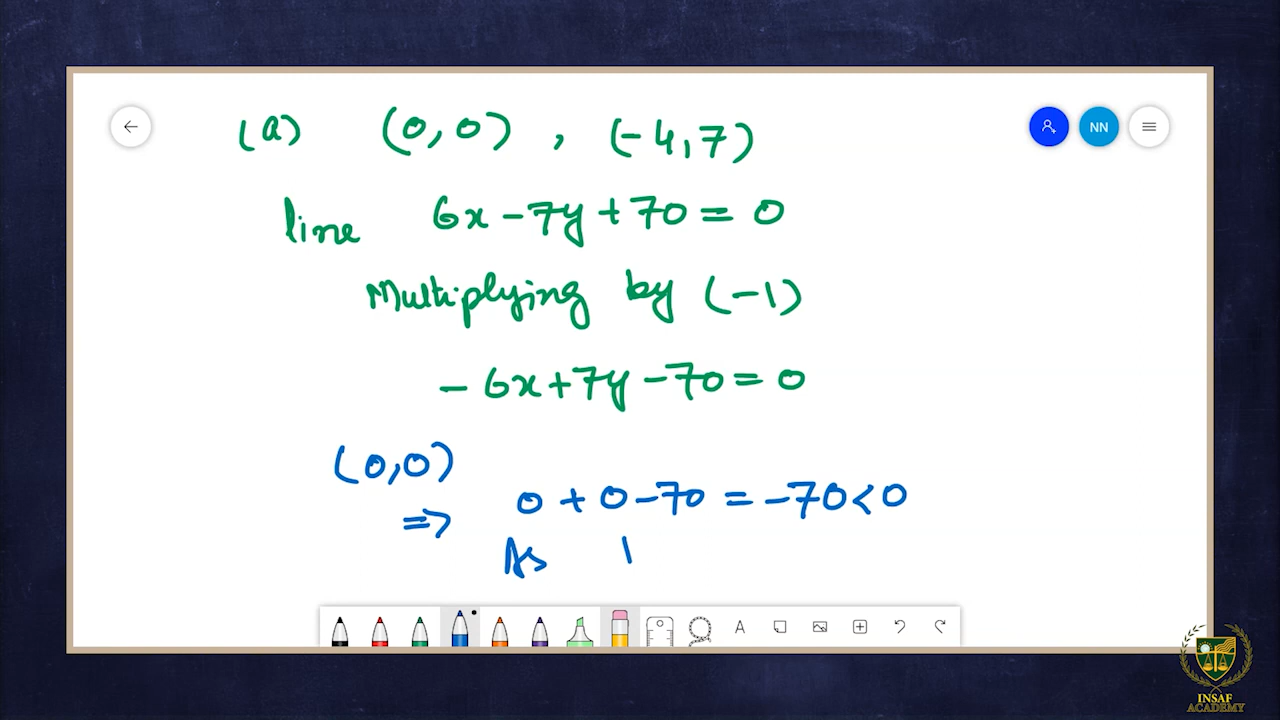 (a) (0,0) , (-4,7)
NN
line 6x-7y+70=0
Multiplying by (-1)
-6x+7y-70=0
(0,0)
⇒ 0+0-70=-70<0
As
A
INSAF
ACADEMY